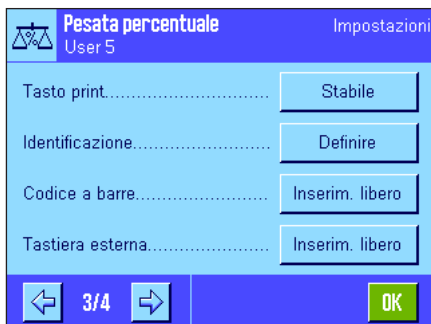 Pesata percentuale Impostazioni
User 5
Tasto print.............................. Stabile
Identificazione......................... Definire
Codice a barre........................ Inserim. libero
Tastiera esterna...................... Inserim. libero
3/4 OK